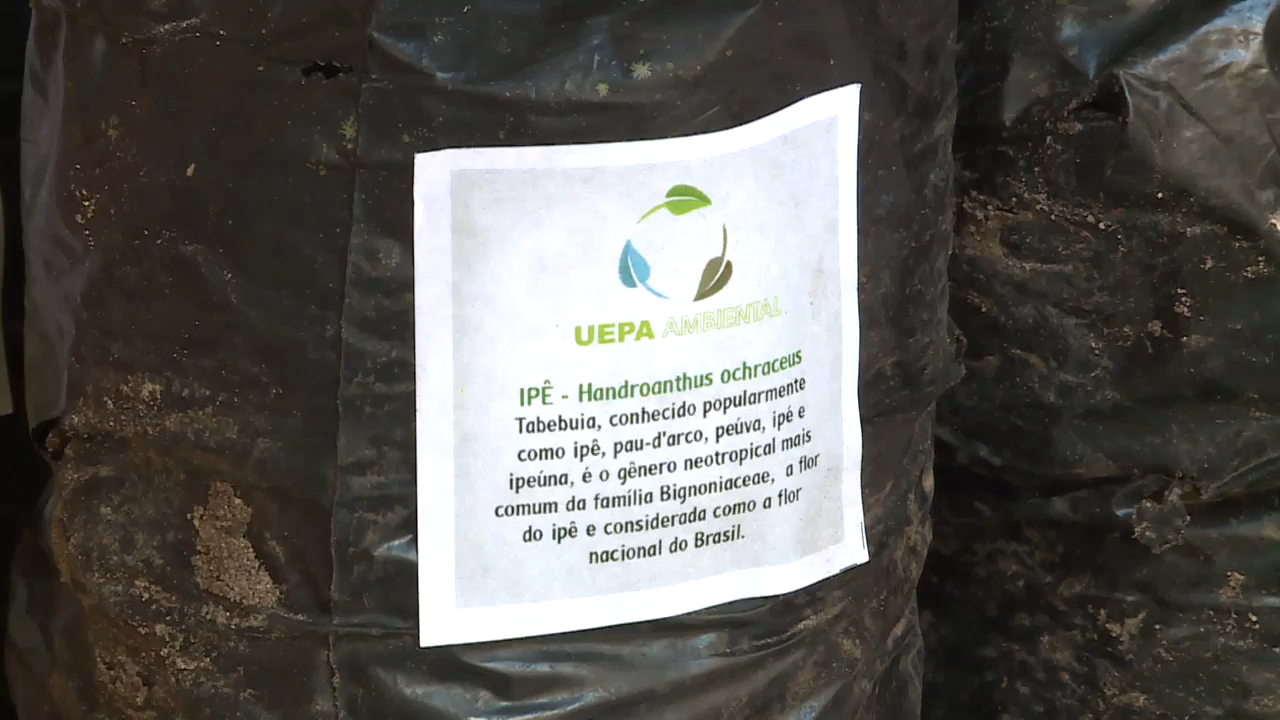 UEPA AMBIENTAL
IPÊ - Handroanthus ochraceus
Tabebuia, conhecido popularmente
como ipê, pau-d'arco, peúva, ipé e
ipeúna, é o gênero neotropical mais
comum da família Bignoniaceae, a flor
do ipê e considerada como a flor
nacional do Brasil.